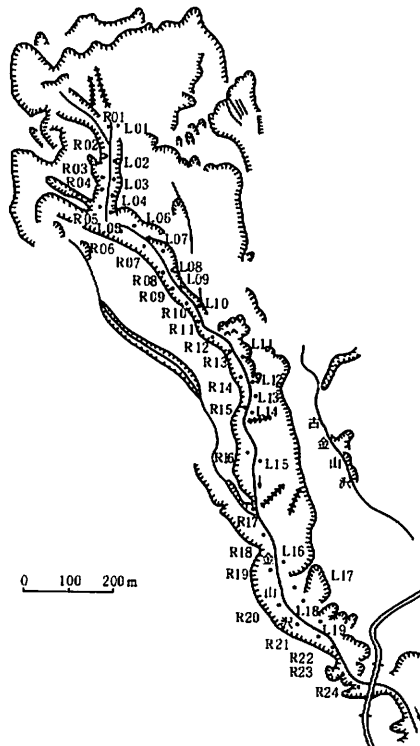 R01
L01
R02
L02
R03
R04
L03
L04
R05
L05
L06
R06
L07
R07
L08
R08
L09
R09
L10
R10
R11
R12
L11
R13
L12
R14
L13
R15
L14
R16
L15
古金山沢
R17
R18
L16
R19
L17
金山沢
R20
L18
L19
R21
R22
R23
R24
0 100 200m